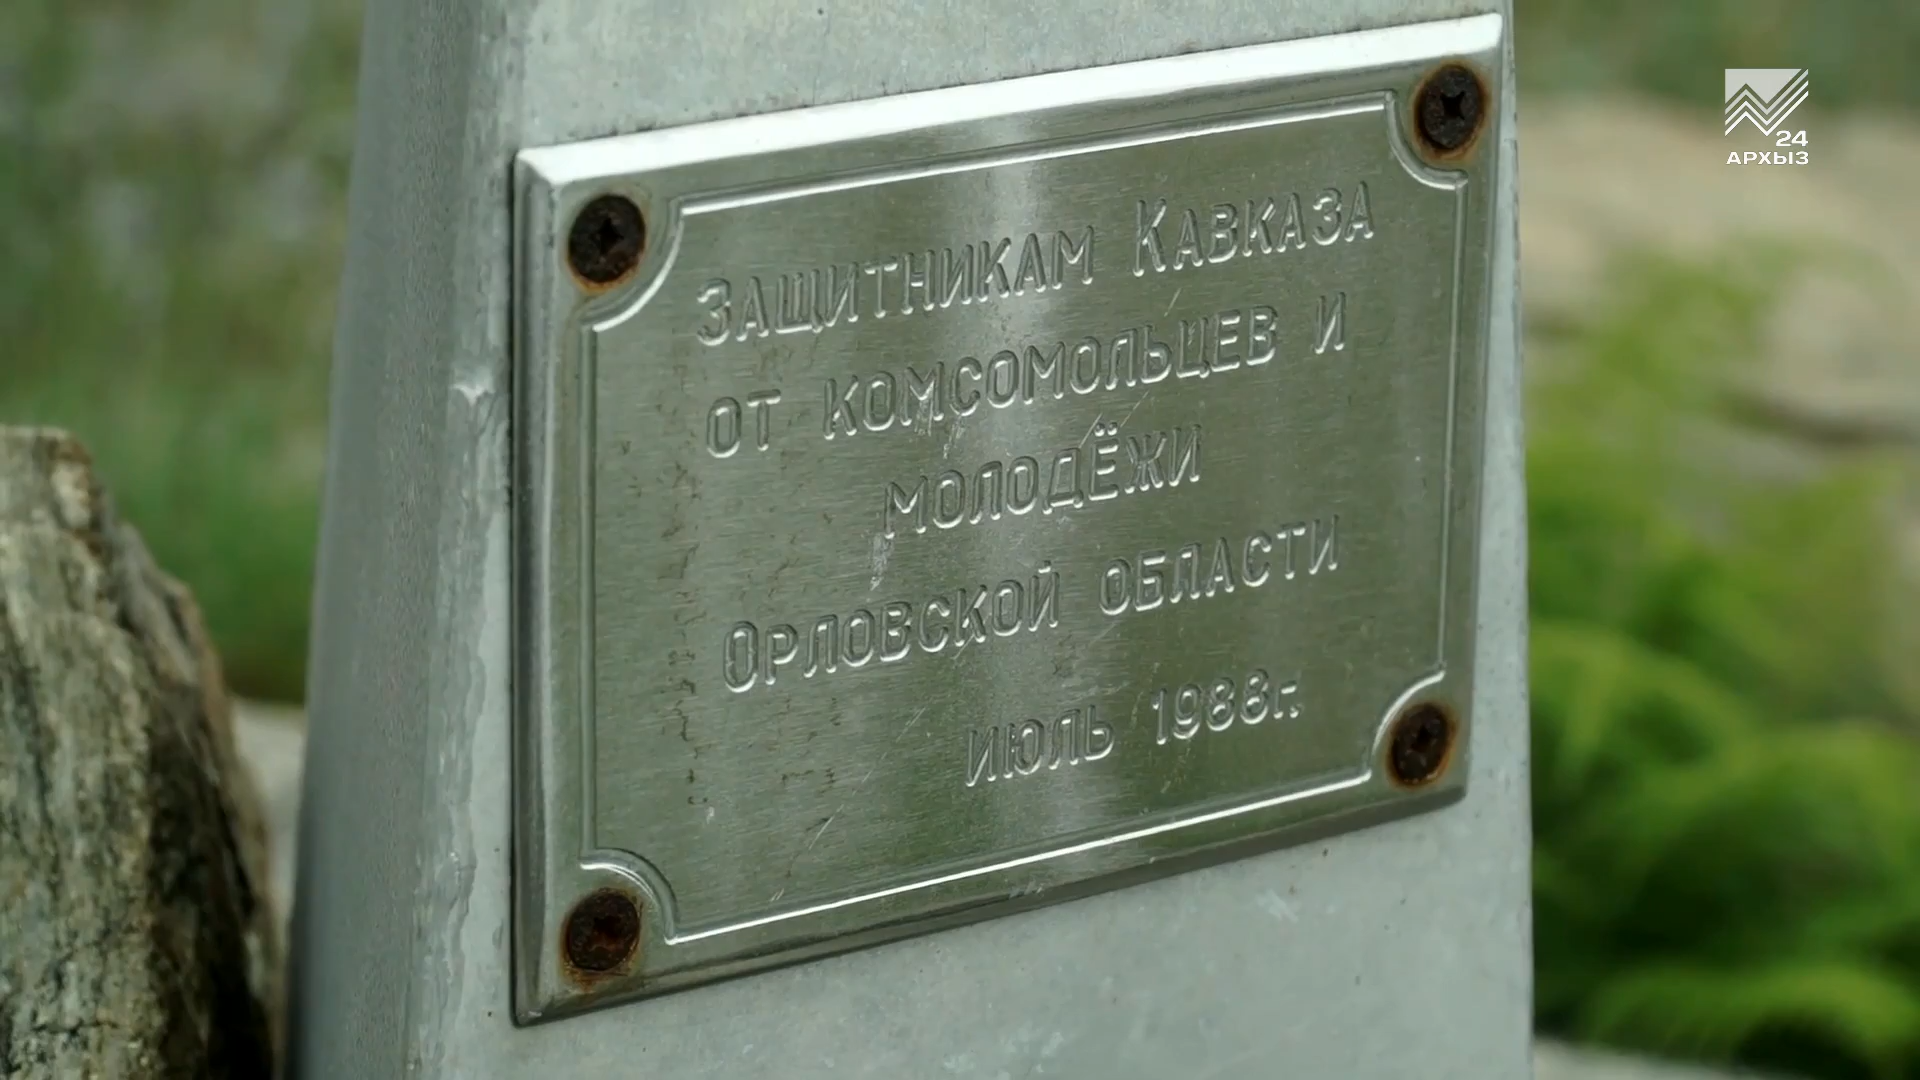 Защитникам Кавказа
от комсомольцев и
молодёжи
Орловской области
июль 1988г.
24
АРХЫЗ